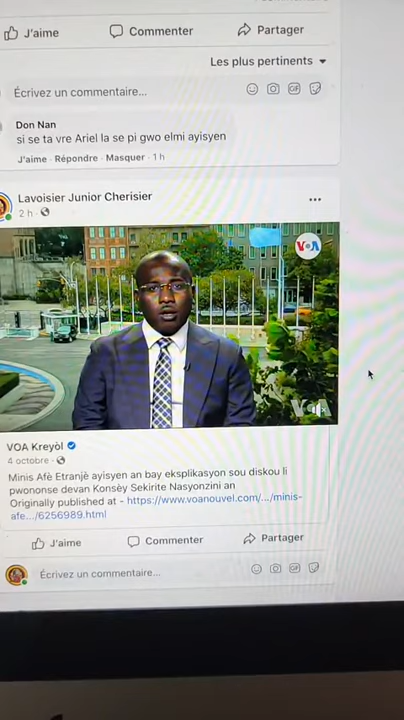 J'aime Commenter Partager
Les plus pertinents
Écrivez un commentaire...
Don Nan
si se ta vre Ariel la se pi gwo elmi ayisyen
J'aime · Répondre · Masquer · 1 h
Lavoisier Junior Cherisier
2 h ·
VOA
VOA
VOA Kreyòl
4 octobre ·
Minis Afè Etranjè ayisyen an bay eksplikasyon sou diskou li
pwononse devan Konsèy Sekirite Nasyonzini an
Originally published at - https://www.voanouvel.com/.../minis-
afe.../6256989.html
J'aime Commenter Partager
Écrivez un commentaire...